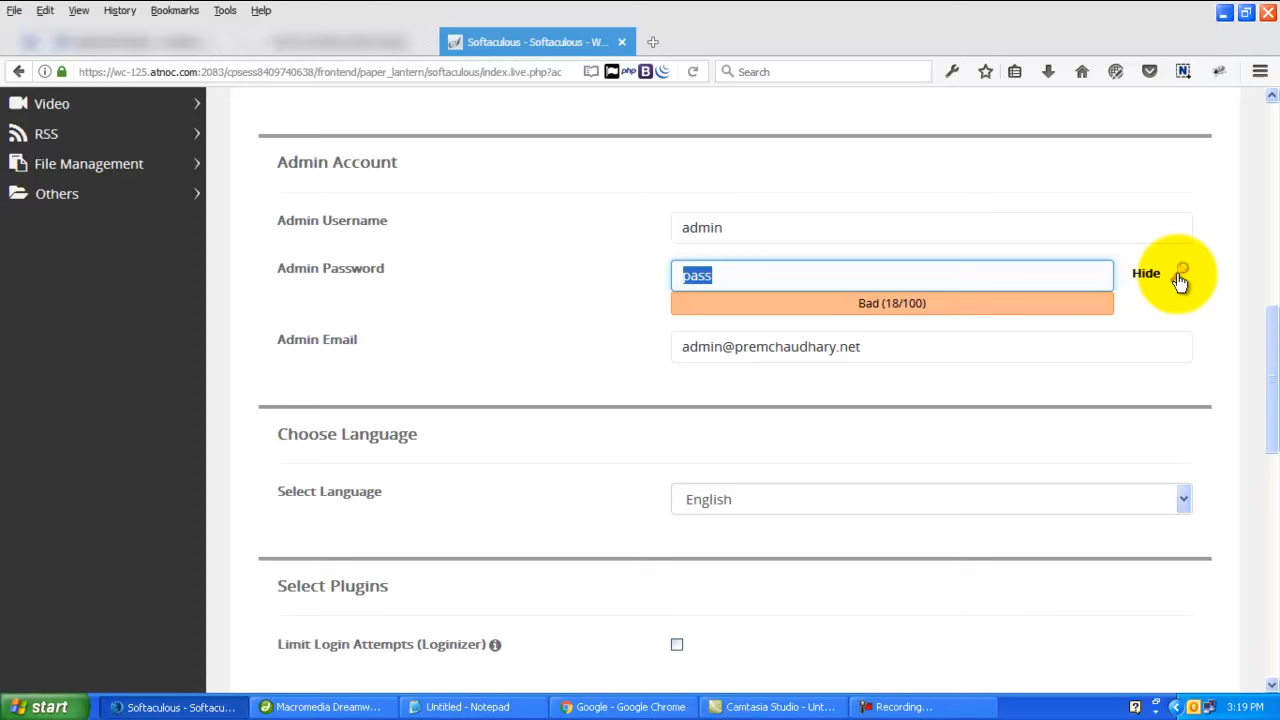 File Edit View History Bookmarks Tools Help
Softaculous - Softaculous - W...
https://wc-125.atnoc.com:2083/cpsess8409740638/frontend/paper_lantern/softaculous/index.live.php?ac php B Search N
Video
RSS
File Management
Others
Admin Account
Admin Username admin
Admin Password pass Hide
Bad (18/100)
Admin Email admin@premchaudhary.net
Choose Language
Select Language English
Select Plugins
Limit Login Attempts (Loginizer)
start Softaculous - Softacu... Macromedia Dreamw... Untitled - Notepad Google - Google Chrome Camtasia Studio - Unt... Recording... 3:19 PM